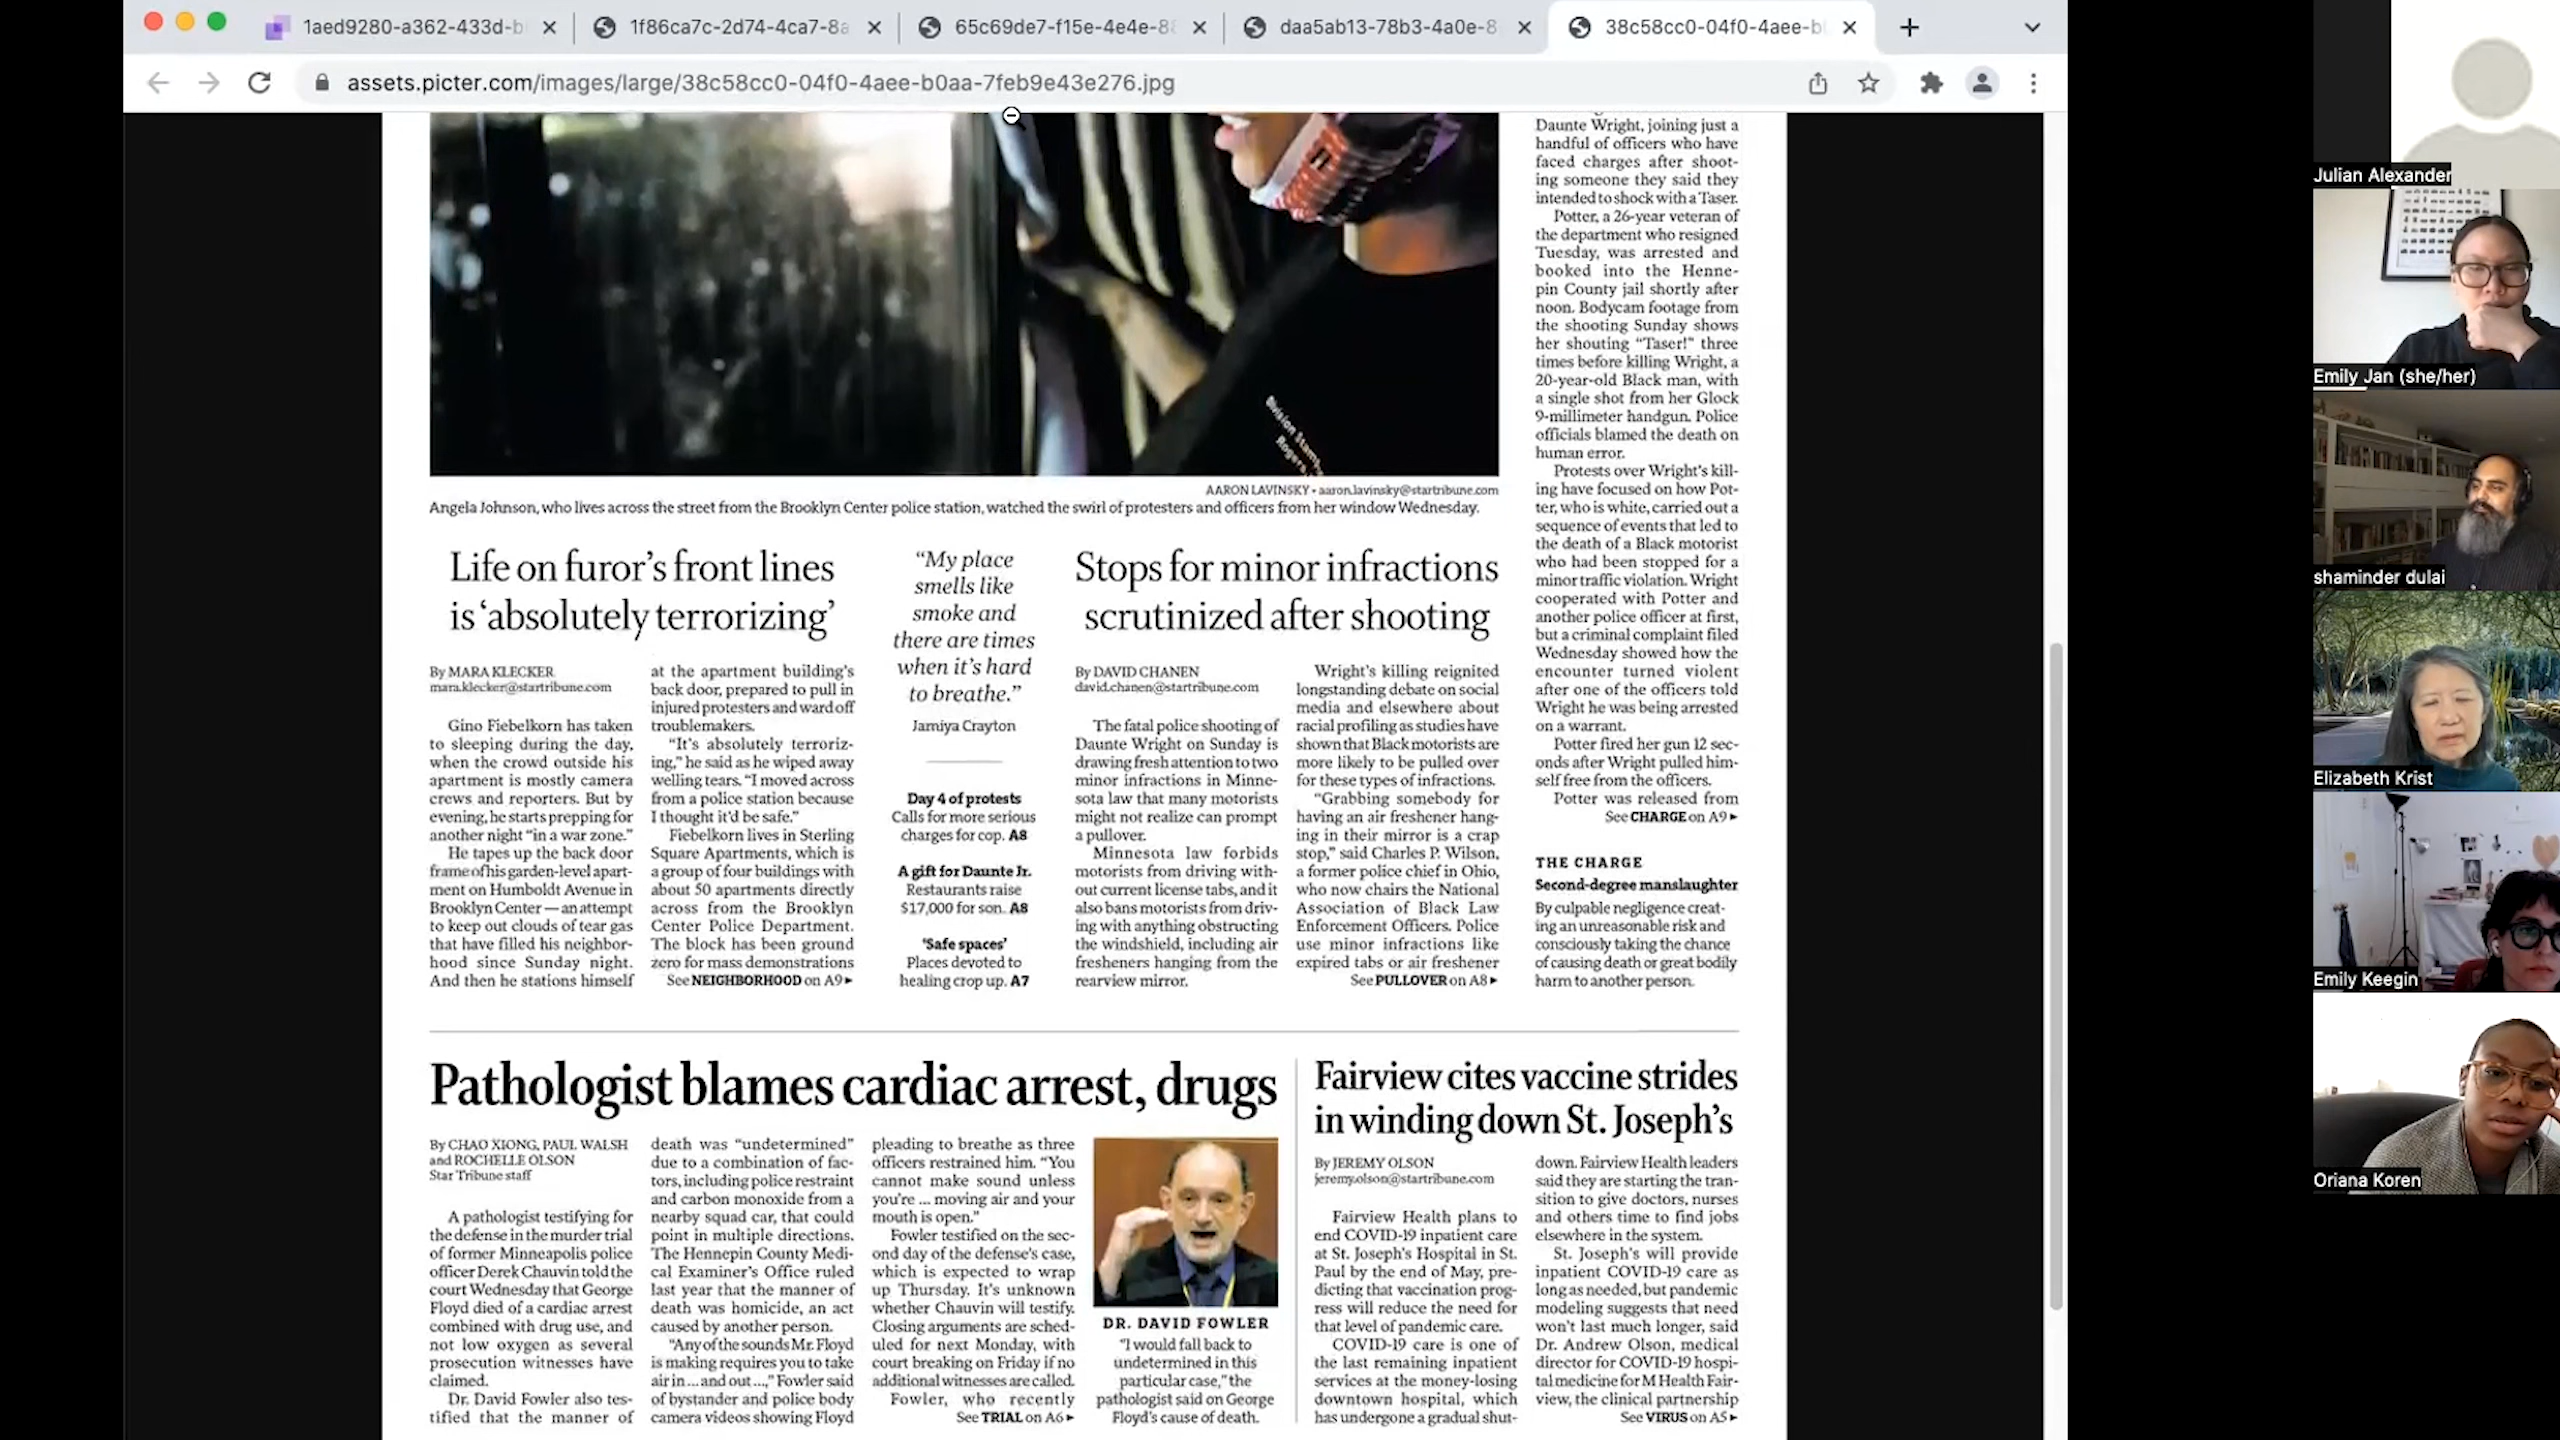 1aed9280-a362-433d-b
1f86ca7c-2d74-4ca7-8a
65c69de7-f15e-4e4e-8
daa5ab13-78b3-4a0e-8
38c58cc0-04f0-4aee-b
assets.picter.com/images/large/38c58cc0-04f0-4aee-b0aa-7feb9e43e276.jpg
Division Stamp
Rogers
AARON LAVINSKY • aaron.lavinsky@startribune.com
Angela Johnson, who lives across the street from the Brooklyn Center police station, watched the swirl of protesters and officers from her window Wednesday.
Life on furor’s front lines
is ‘absolutely terrorizing’
By MARA KLECKER
mara.klecker@startribune.com
Gino Fiebelkorn has taken
to sleeping during the day,
when the crowd outside his
apartment is mostly camera
crews and reporters. But by
evening, he starts prepping for
another night “in a war zone.”
He tapes up the back door
frame of his garden-level apart-
ment on Humboldt Avenue in
Brooklyn Center — an attempt
to keep out clouds of tear gas
that have filled his neighbor-
hood since Sunday night.
And then he stations himself
at the apartment building’s
back door, prepared to pull in
injured protesters and ward off
troublemakers.
“It’s absolutely terroriz-
ing,” he said as he wiped away
welling tears. “I moved across
from a police station because
I thought it’d be safe.”
Fiebelkorn lives in Sterling
Square Apartments, which is
a group of four buildings with
about 50 apartments directly
across from the Brooklyn
Center Police Department.
The block has been ground
zero for mass demonstrations
See NEIGHBORHOOD on A9 ►
“My place
smells like
smoke and
there are times
when it’s hard
to breathe.”
Jamiya Crayton
Day 4 of protests
Calls for more serious
charges for cop. A8
A gift for Daunte Jr.
Restaurants raise
$17,000 for son. A8
‘Safe spaces’
Places devoted to
healing crop up. A7
Stops for minor infractions
scrutinized after shooting
By DAVID CHANEN
david.chanen@startribune.com
The fatal police shooting of
Daunte Wright on Sunday is
drawing fresh attention to two
minor infractions in Minne-
sota law that many motorists
might not realize can prompt
a pullover.
Minnesota law forbids
motorists from driving with-
out current license tabs, and it
also bans motorists from driv-
ing with anything obstructing
the windshield, including air
fresheners hanging from the
rearview mirror.
Wright’s killing reignited
longstanding debate on social
media and elsewhere about
racial profiling as studies have
shown that Black motorists are
more likely to be pulled over
for these types of infractions.
“Grabbing somebody for
having an air freshener hang-
ing in their mirror is a crap
stop,” said Charles P. Wilson,
a former police chief in Ohio,
who now chairs the National
Association of Black Law
Enforcement Officers. Police
use minor infractions like
expired tabs or air freshener
See PULLOVER on A8 ►
Daunte Wright, joining just a
handful of officers who have
faced charges after shoot-
ing someone they said they
intended to shock with a Taser.
Potter, a 26-year veteran of
the department who resigned
Tuesday, was arrested and
booked into the Henne-
pin County jail shortly after
noon. Bodycam footage from
the shooting Sunday shows
her shouting “Taser!” three
times before killing Wright, a
20-year-old Black man, with
a single shot from her Glock
9-millimeter handgun. Police
officials blamed the death on
human error.
Protests over Wright’s kill-
ing have focused on how Pot-
ter, who is white, carried out a
sequence of events that led to
the death of a Black motorist
who had been stopped for a
minor traffic violation. Wright
cooperated with Potter and
another police officer at first,
but a criminal complaint filed
Wednesday showed how the
encounter turned violent
after one of the officers told
Wright he was being arrested
on a warrant.
Potter fired her gun 12 sec-
onds after Wright pulled him-
self free from the officers.
Potter was released from
See CHARGE on A9 ►
THE CHARGE
Second-degree manslaughter
By culpable negligence creat-
ing an unreasonable risk and
consciously taking the chance
of causing death or great bodily
harm to another person.
Pathologist blames cardiac arrest, drugs
By CHAO XIONG, PAUL WALSH
and ROCHELLE OLSON
Star Tribune staff
A pathologist testifying for
the defense in the murder trial
of former Minneapolis police
officer Derek Chauvin told the
court Wednesday that George
Floyd died of a cardiac arrest
combined with drug use, and
not low oxygen as several
prosecution witnesses have
claimed.
Dr. David Fowler also tes-
tified that the manner of
death was “undetermined”
due to a combination of fac-
tors, including police restraint
and carbon monoxide from a
nearby squad car, that could
point in multiple directions.
The Hennepin County Medi-
cal Examiner’s Office ruled
last year that the manner of
death was homicide, an act
caused by another person.
“Any of the sounds Mr. Floyd
is making requires you to take
air in ... and out ...,” Fowler said
of bystander and police body
camera videos showing Floyd
pleading to breathe as three
officers restrained him. “You
cannot make sound unless
you’re ... moving air and your
mouth is open.”
Fowler testified on the sec-
ond day of the defense’s case,
which is expected to wrap
up Thursday. It’s unknown
whether Chauvin will testify.
Closing arguments are sched-
uled for next Monday, with
court breaking on Friday if no
additional witnesses are called.
Fowler, who recently
See TRIAL on A6 ►
DR. DAVID FOWLER
“I would fall back to
undetermined in this
particular case,” the
pathologist said on George
Floyd’s cause of death.
Fairview cites vaccine strides
in winding down St. Joseph’s
By JEREMY OLSON
jeremy.olson@startribune.com
Fairview Health plans to
end COVID-19 inpatient care
at St. Joseph’s Hospital in St.
Paul by the end of May, pre-
dicting that vaccination prog-
ress will reduce the need for
that level of pandemic care.
COVID-19 care is one of
the last remaining inpatient
services at the money-losing
downtown hospital, which
has undergone a gradual shut-
down. Fairview Health leaders
said they are starting the tran-
sition to give doctors, nurses
and others time to find jobs
elsewhere in the system.
St. Joseph’s will provide
inpatient COVID-19 care as
long as needed, but pandemic
modeling suggests that need
won’t last much longer, said
Dr. Andrew Olson, medical
director for COVID-19 hospi-
tal medicine for M Health Fair-
view, the clinical partnership
See VIRUS on A5 ►
Julian Alexander
Emily Jan (she/her)
shaminder dulai
Elizabeth Krist
Emily Keegin
Oriana Koren